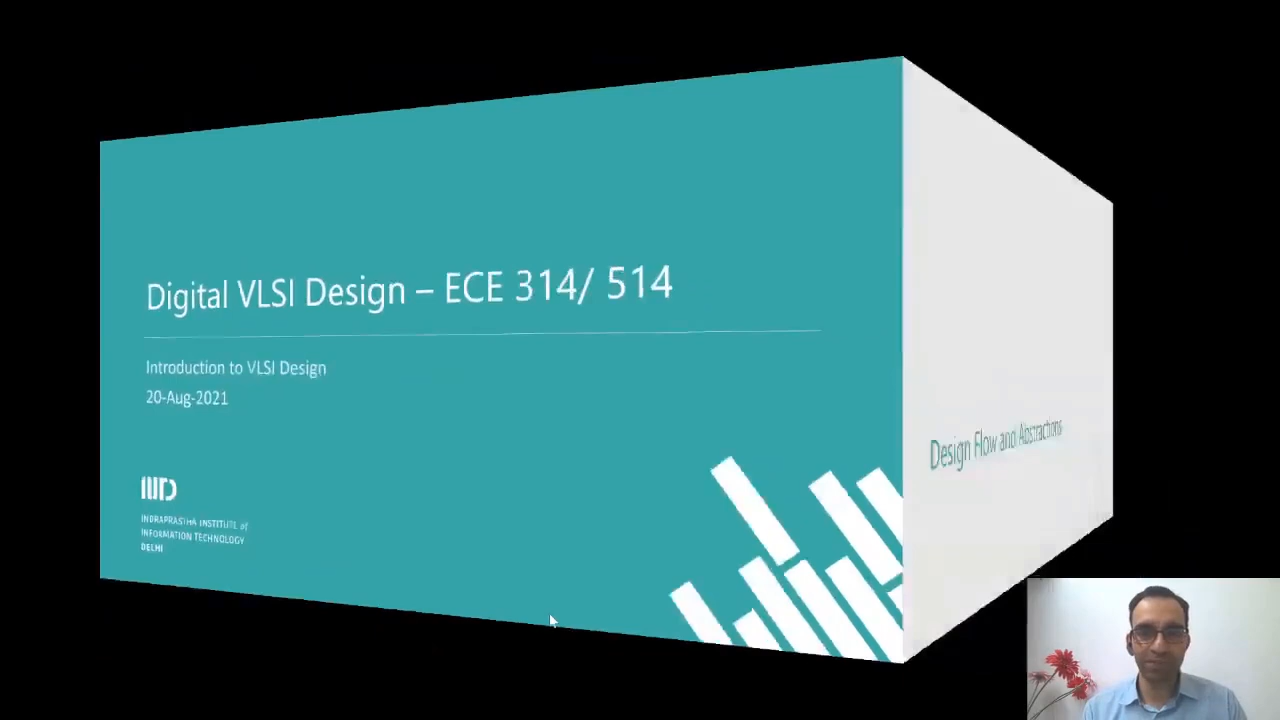 Digital VLSI Design – ECE 314/ 514
Introduction to VLSI Design
20-Aug-2021
IIITD
INDRAPRASTHA INSTITUTE of
INFORMATION TECHNOLOGY
DELHI
Design Flow and Abstractions